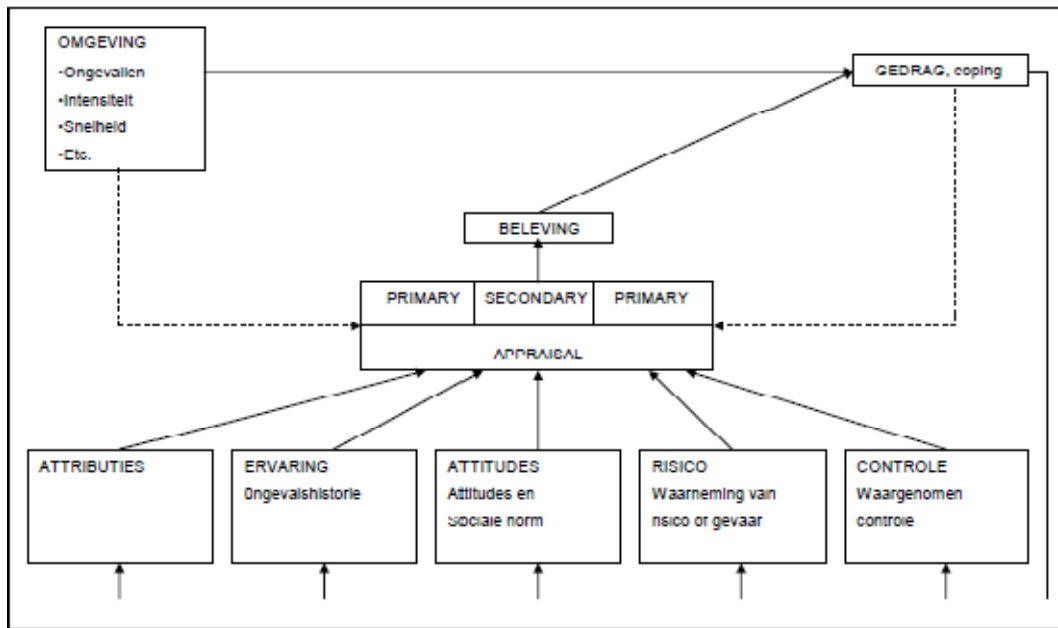 OMGEVING
-Ongevallen
•Intensiteit
•Snelheid
-Etc.
GEDRAG, coping
BELEVING
PRIMARY SECONDARY PRIMARY
APPRAISAL
ATTRIBUTIES
ERVARING
Ongevalshistorie
ATTITUDES
Attitudes en
Sociale norm
RISICO
Waarneming van
risico of gevaar
CONTROLE
Waargenomen
controle